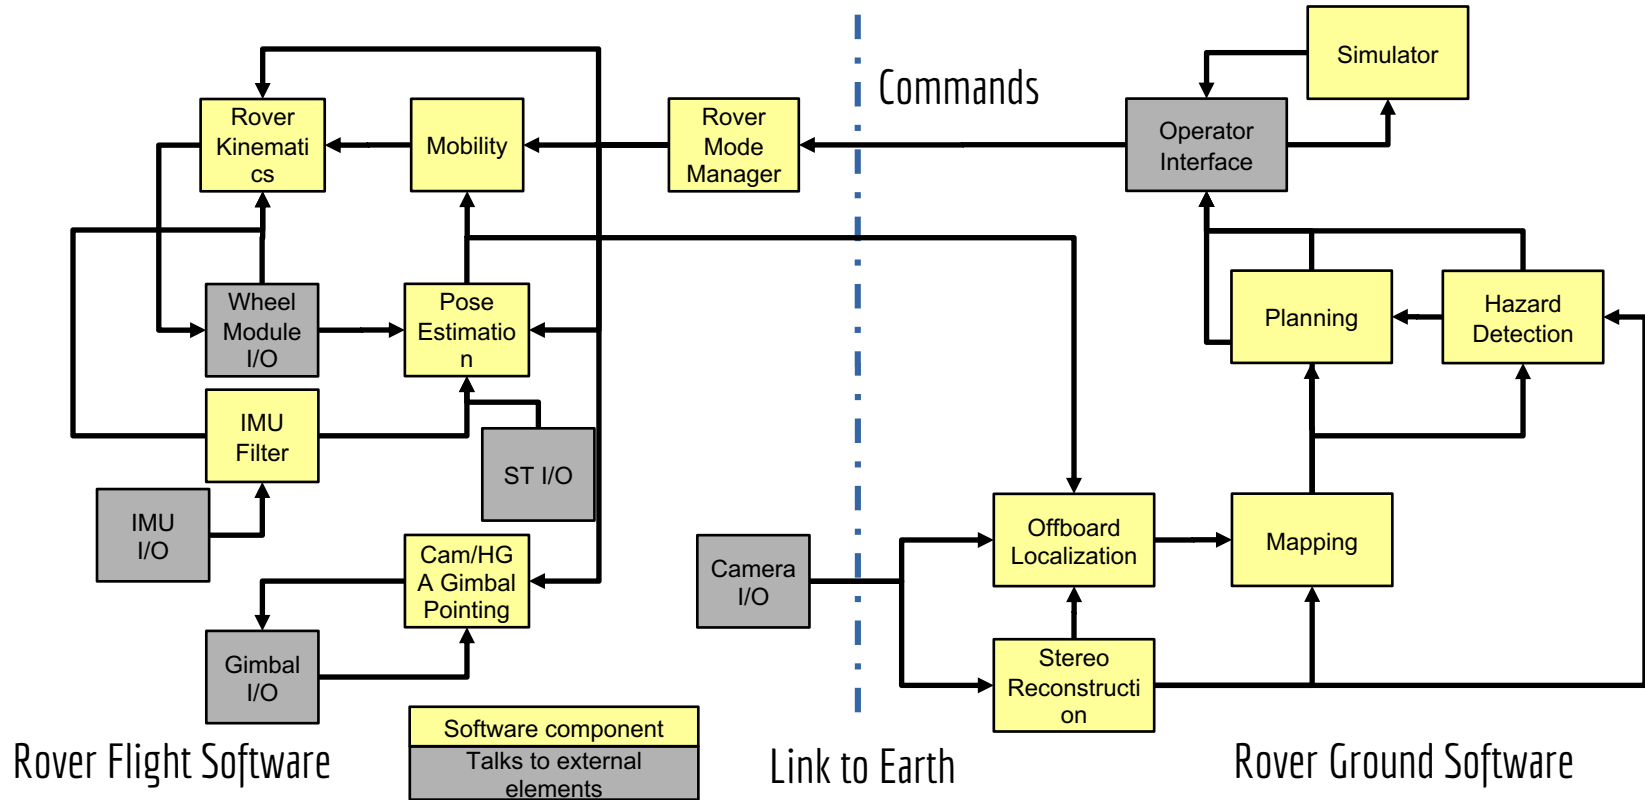 Commands
Simulator
Rover
Kinemati
cs
Mobility
Rover
Mode
Manager
Operator
Interface
Wheel
Module
I/O
Pose
Estimatio
n
Planning
Hazard
Detection
IMU
Filter
ST I/O
IMU
I/O
Cam/HG
A Gimbal
Pointing
Camera
I/O
Offboard
Localization
Mapping
Gimbal
I/O
Stereo
Reconstructi
on
Software component
Talks to external
elements
Rover Flight Software
Link to Earth
Rover Ground Software